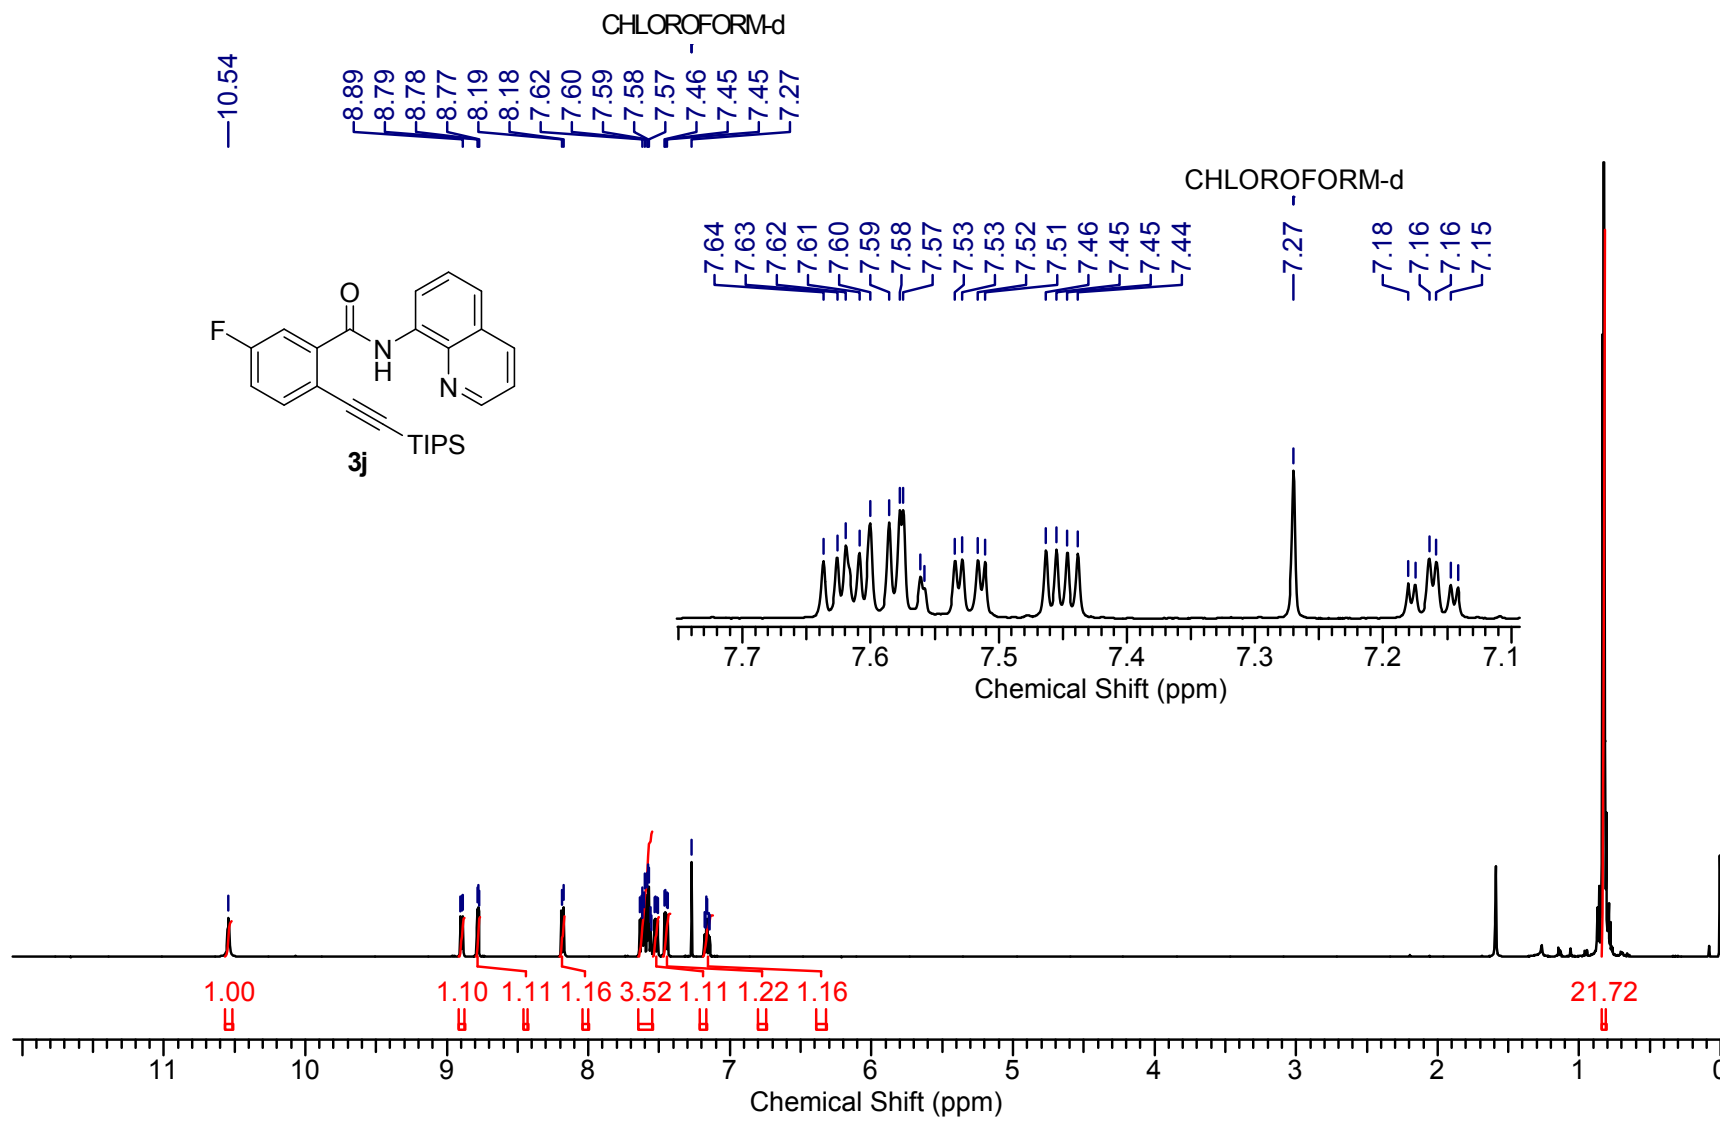 CHLOROFORM-d
10.54
8.89
8.79
8.78
8.77
8.19
8.18
7.62
7.60
7.59
7.58
7.57
7.46
7.45
7.45
7.27
CHLOROFORM-d
7.64
7.63
7.62
7.61
7.60
7.59
7.58
7.57
7.53
7.53
7.52
7.51
7.46
7.45
7.45
7.44
7.27
7.18
7.16
7.16
7.15
O
F
N
H
N
TIPS
3j
7.7 7.6 7.5 7.4 7.3 7.2 7.1
Chemical Shift (ppm)
1.00 1.10 1.11 1.16 3.52 1.11 1.22 1.16 21.72
11 10 9 8 7 6 5 4 3 2 1 0
Chemical Shift (ppm)